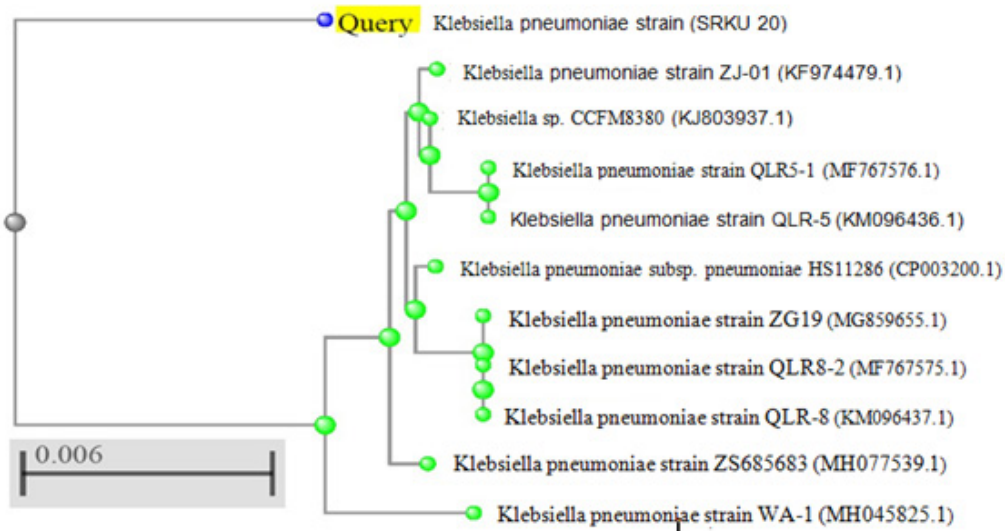 Query Klebsiella pneumoniae strain (SRKU 20)
Klebsiella pneumoniae strain ZJ-01 (KF974479.1)
Klebsiella sp. CCFM8380 (KJ803937.1)
Klebsiella pneumoniae strain QLR5-1 (MF767576.1)
Klebsiella pneumoniae strain QLR-5 (KM096436.1)
Klebsiella pneumoniae subsp. pneumoniae HS11286 (CP003200.1)
Klebsiella pneumoniae strain ZG19 (MG859655.1)
Klebsiella pneumoniae strain QLR8-2 (MF767575.1)
Klebsiella pneumoniae strain QLR-8 (KM096437.1)
0.006
Klebsiella pneumoniae strain ZS685683 (MH077539.1)
Klebsiella pneumoniae strain WA-1 (MH045825.1)